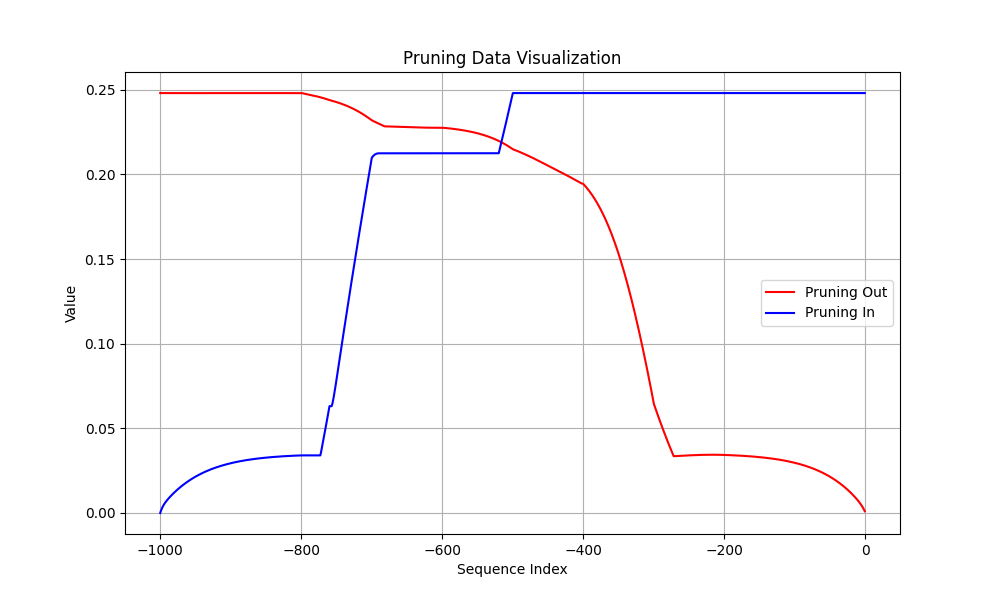 Pruning Data Visualization
0.25
0.20
0.15
0.10
0.05
0.00
Value
Pruning Out
Pruning In
−1000 −800 −600 −400 −200 0
Sequence Index